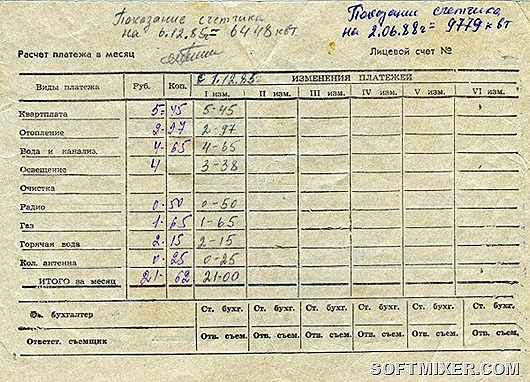 Показание счетчика
на 6.12.85г = 6448 квт
Показание счетчика
на 2.06.88г = 9779 квт
Расчет платежа в месяц Лицевой счет №
Виды платежа Руб. Коп. с 1.12.85г. ИЗМЕНЕНИЯ ПЛАТЕЖЕЙ
I изм. II изм. III изм. IV изм. V изм. VI изм.
Квартплата 5-45 5-45
Отопление 2-97 2-97
Вода и канализ. 4-65 4-65
Освещение 4 3-38
Очистка
Радио 0-50 0-50
Газ 1-65 1-65
Горячая вода 2-15 2-15
Кол. антенна 0-25 0-25
ИТОГО за месяц 21-62 21-00
бухгалтер Ст. бухг. Ст. бухг. Ст. бухг. Ст. бухг. Ст. бухг. Ст. бухг.
Ответст. съемщик Отв. съем. Отв. съем. Отв. съем. Отв. съем. Отв. съем. Отв. съем.
SOFTMIXER.COM